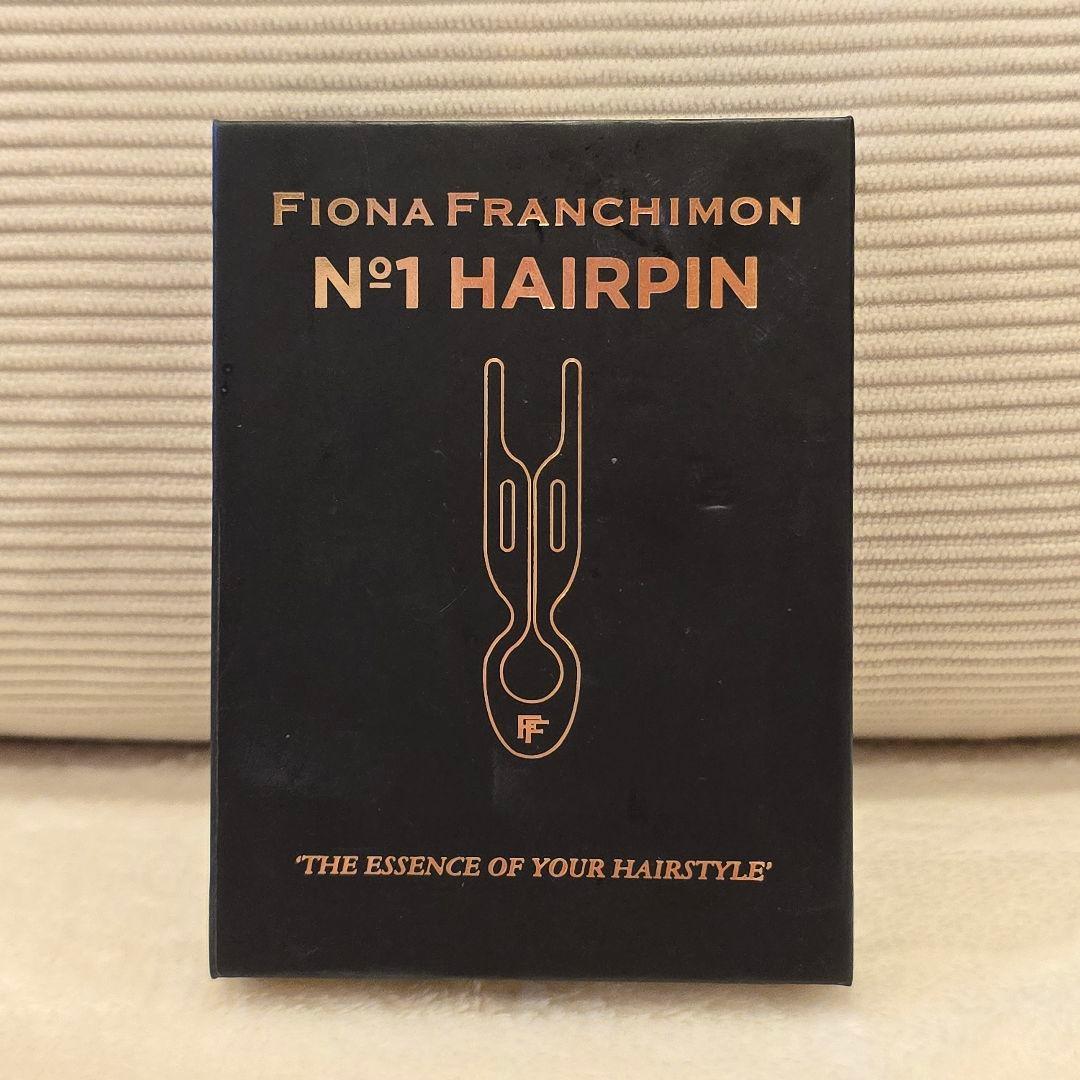 FIONA FRANCHIMON
Nº1 HAIRPIN
FF
‘THE ESSENCE OF YOUR HAIRSTYLE’